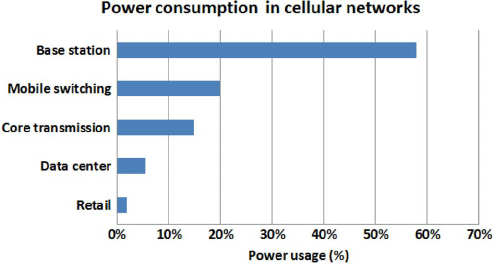 Power consumption in cellular networks
Base station
Mobile switching
Core transmission
Data center
Retail
0% 10% 20% 30% 40% 50% 60% 70%
Power usage (%)